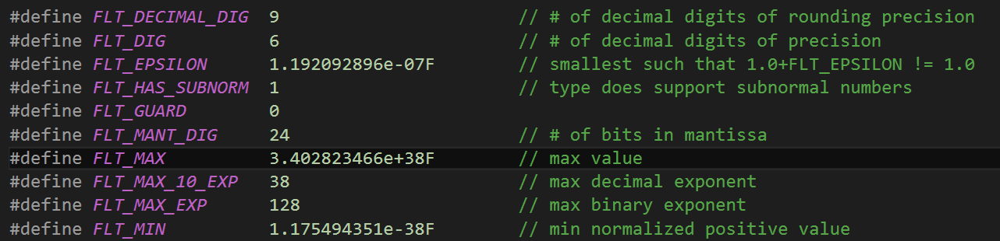 #define FLT_DECIMAL_DIG 9 // # of decimal digits of rounding precision
#define FLT_DIG 6 // # of decimal digits of precision
#define FLT_EPSILON 1.192092896e-07F // smallest such that 1.0+FLT_EPSILON != 1.0
#define FLT_HAS_SUBNORM 1 // type does support subnormal numbers
#define FLT_GUARD 0
#define FLT_MANT_DIG 24 // # of bits in mantissa
#define FLT_MAX 3.402823466e+38F // max value
#define FLT_MAX_10_EXP 38 // max decimal exponent
#define FLT_MAX_EXP 128 // max binary exponent
#define FLT_MIN 1.175494351e-38F // min normalized positive value